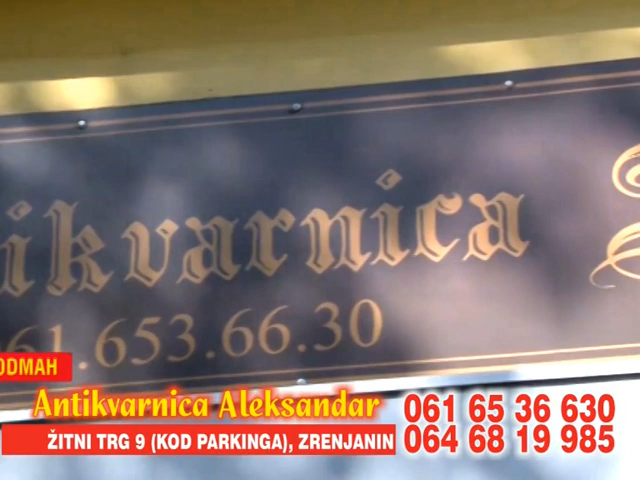 ikvarnica
061.653.66.30
ODMAH
Antikvarnica Aleksandar
ŽITNI TRG 9 (KOD PARKINGA), ZRENJANIN
061 65 36 630
064 68 19 985